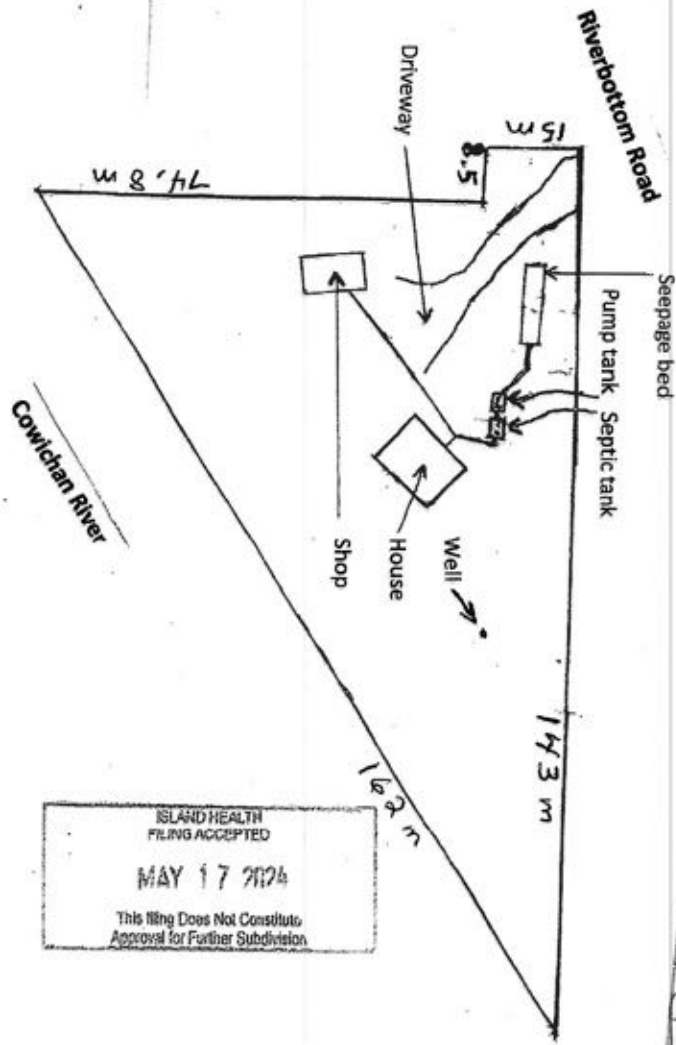 Riverbottom Road
Seepage bed
Pump tank
Septic tank
Driveway
15 m
8.5
74.8 m
143 m
162 m
Well
House
Shop
Cowichan River
ISLAND HEALTH
FILING ACCEPTED
MAY 17 2024
This filing Does Not Constitute
Approval for Further Subdivision